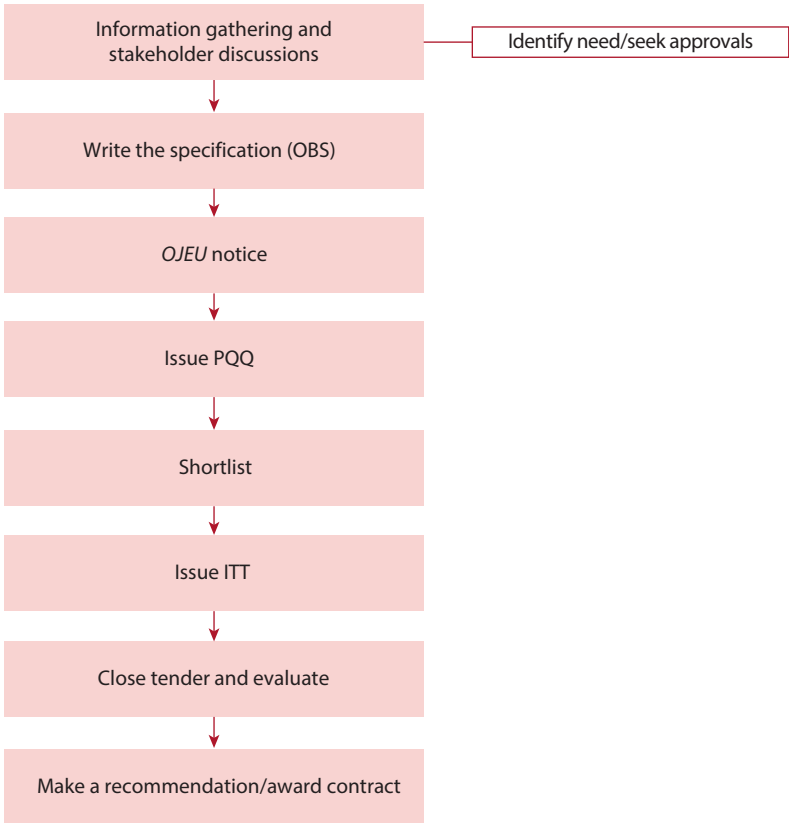 Information gathering and
stakeholder discussions
Identify need/seek approvals
Write the specification (OBS)
OJEU notice
Issue PQQ
Shortlist
Issue ITT
Close tender and evaluate
Make a recommendation/award contract